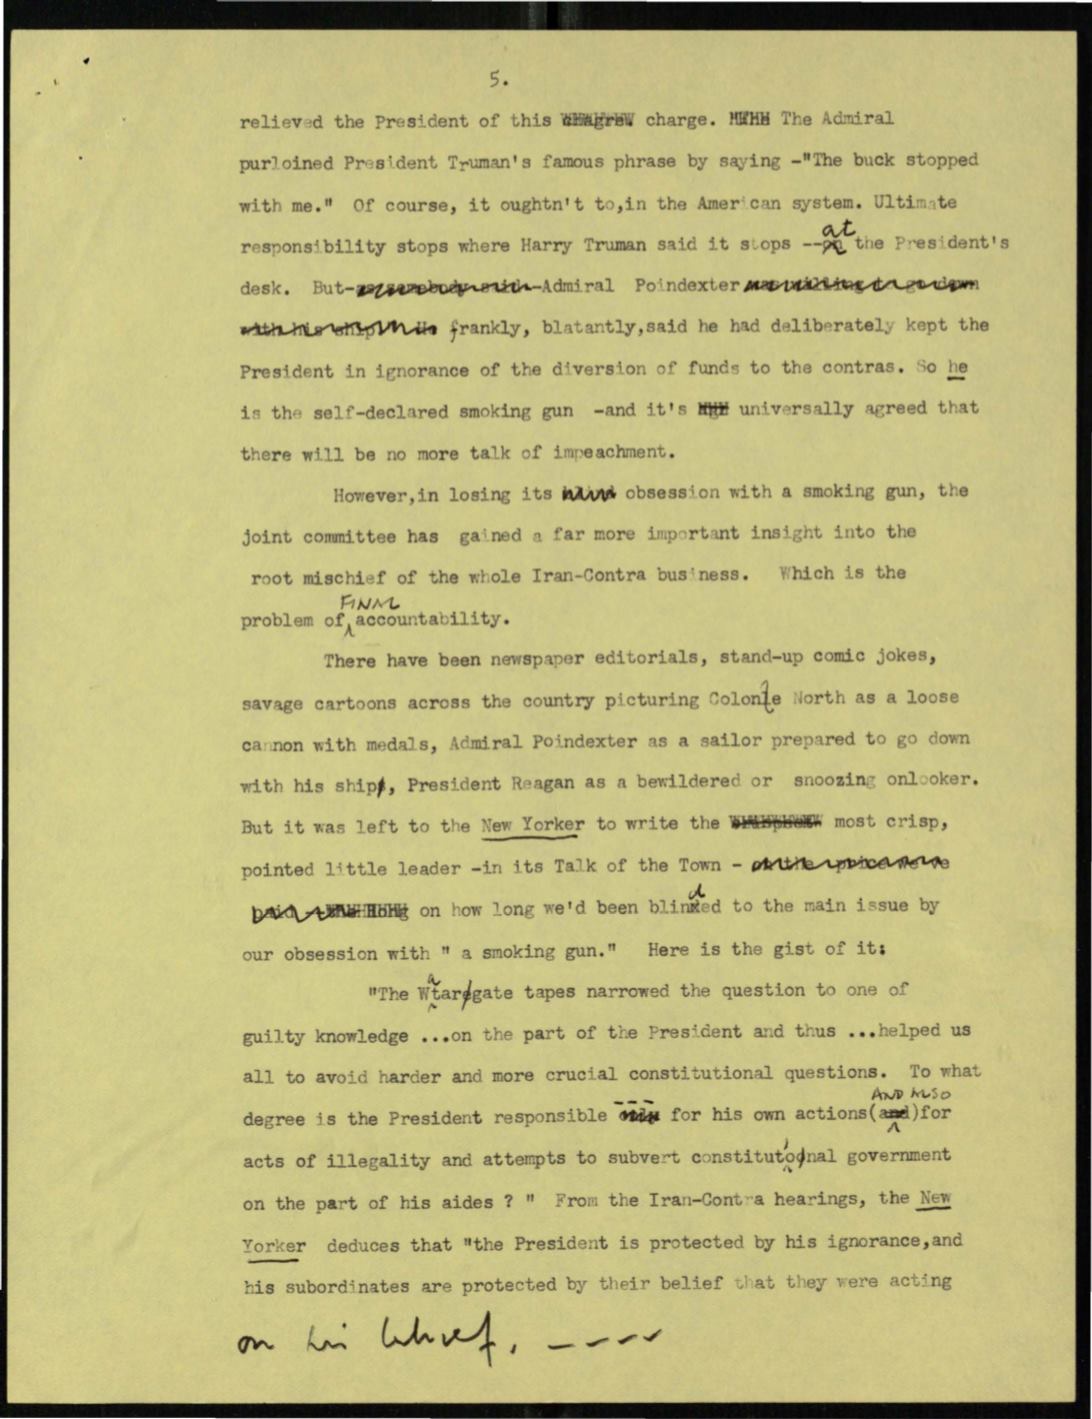 5.
relieved the President of this charge. The Admiral
purloined President Truman's famous phrase by saying -"The buck stopped
with me." Of course, it oughtn't to,in the American system. Ultimate
responsibility stops where Harry Truman said it stops --at the President's
desk. But- -Admiral Poindexter
frankly, blatantly,said he had deliberately kept the
President in ignorance of the diversion of funds to the contras. So he
is the self-declared smoking gun -and it's universally agreed that
there will be no more talk of impeachment.
However,in losing its obsession with a smoking gun, the
joint committee has gained a far more important insight into the
root mischief of the whole Iran-Contra business. Which is the
problem of FINAL accountability.
There have been newspaper editorials, stand-up comic jokes,
savage cartoons across the country picturing Colonle North as a loose
cannon with medals, Admiral Poindexter as a sailor prepared to go down
with his ship, President Reagan as a bewildered or snoozing onlooker.
But it was left to the New Yorker to write the most crisp,
pointed little leader -in its Talk of the Town -
on how long we'd been blinded to the main issue by
our obsession with " a smoking gun." Here is the gist of it:
"The Watargate tapes narrowed the question to one of
guilty knowledge ...on the part of the President and thus ...helped us
all to avoid harder and more crucial constitutional questions. To what
degree is the President responsible --- for his own actions(AND ALSO)for
acts of illegality and attempts to subvert constitutional government
on the part of his aides ? " From the Iran-Contra hearings, the New
Yorker deduces that "the President is protected by his ignorance,and
his subordinates are protected by their belief that they were acting
on his behalf, ----